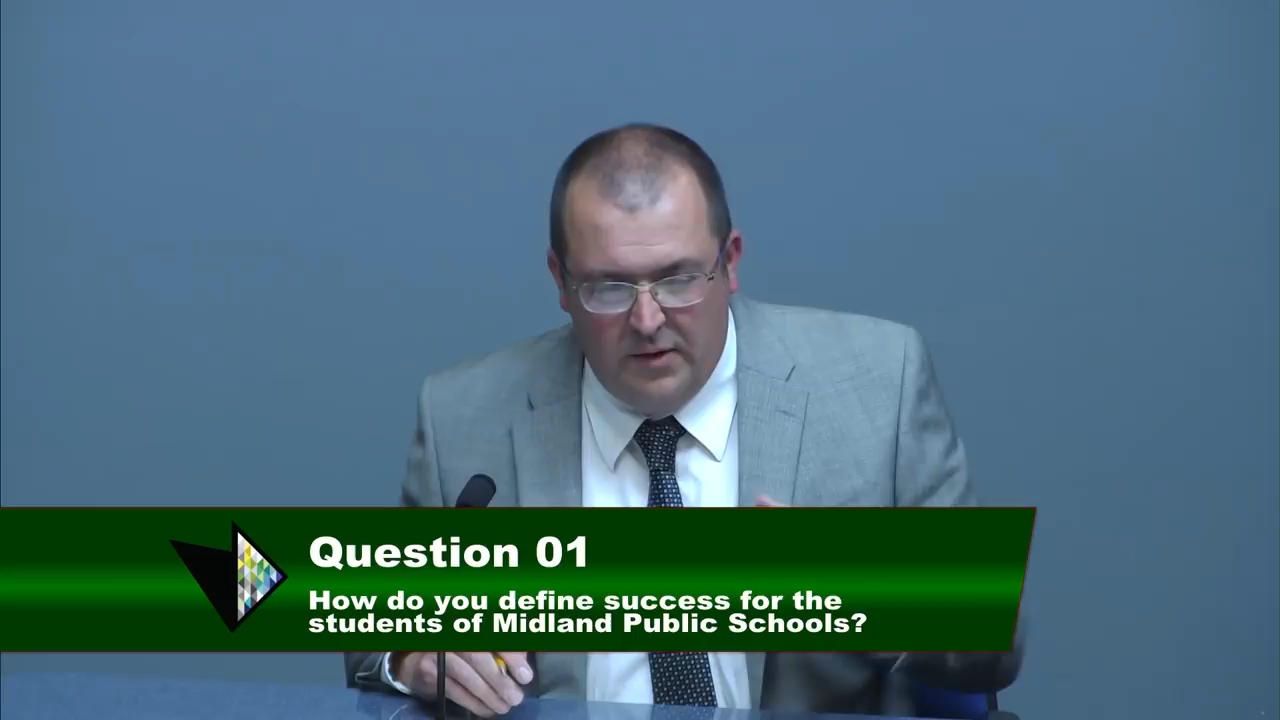 Question 01
How do you define success for the
students of Midland Public Schools?